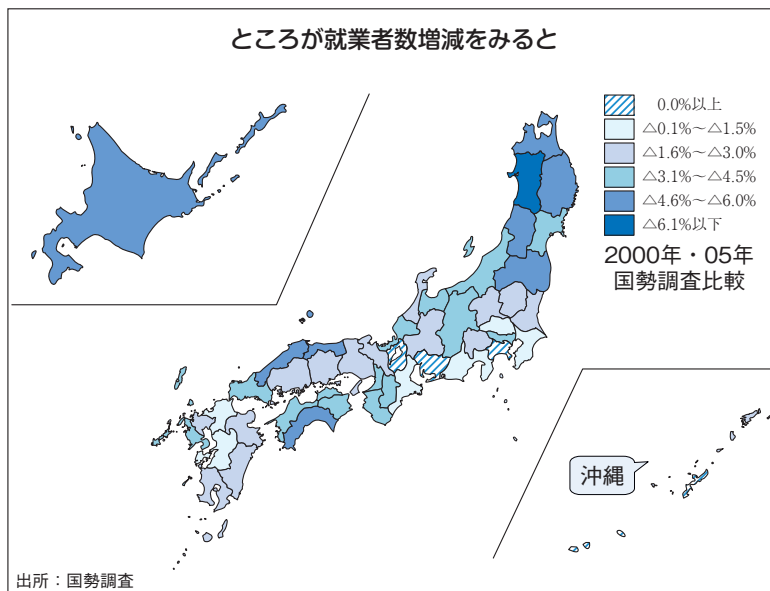 ところが就業者数増減をみると
0.0%以上
△0.1%～△1.5%
△1.6%～△3.0%
△3.1%～△4.5%
△4.6%～△6.0%
△6.1%以下
2000年・05年
国勢調査比較
沖縄
出所：国勢調査